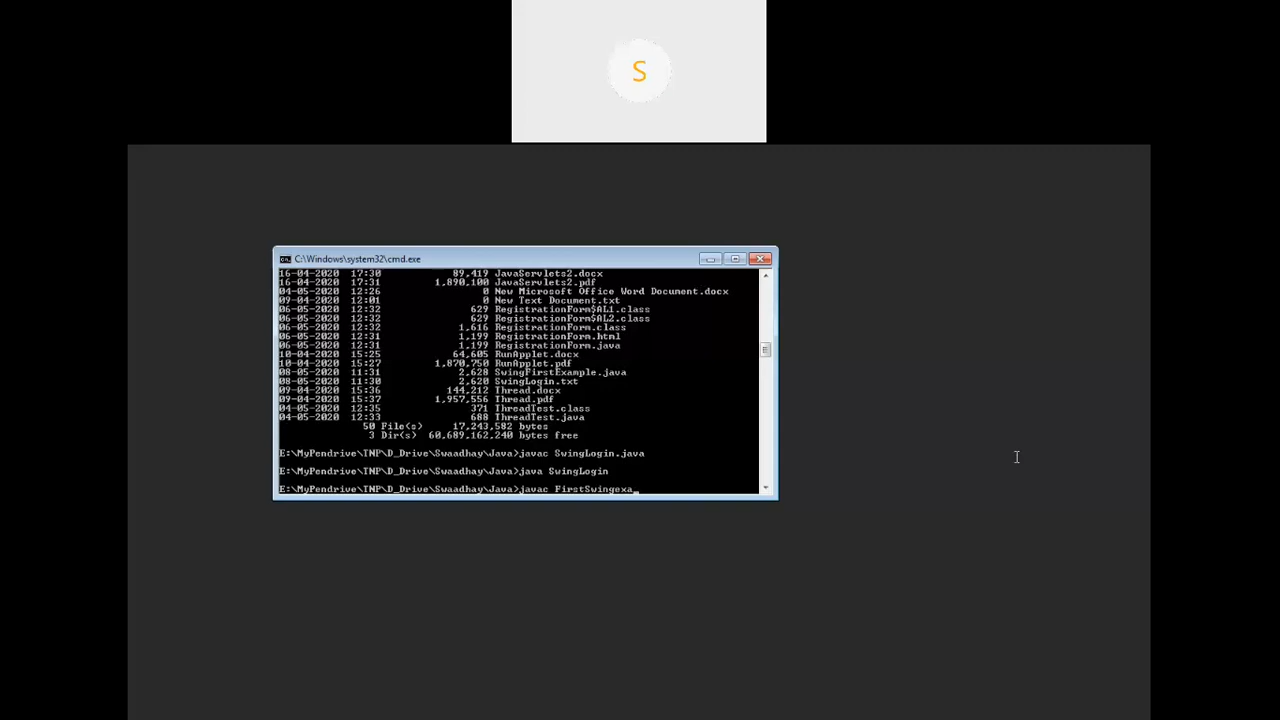 S
C:\Windows\system32\cmd.exe
16-04-2020 17:30 89,419 JavaServlets2.docx
16-04-2020 17:31 1,890,100 JavaServlets2.pdf
04-05-2020 12:26 0 New Microsoft Office Word Document.docx
09-04-2020 12:01 0 New Text Document.txt
06-05-2020 12:32 629 RegistrationForm$AL1.class
06-05-2020 12:32 629 RegistrationForm$AL2.class
06-05-2020 12:32 1,616 RegistrationForm.class
06-05-2020 12:31 1,199 RegistrationForm.html
06-05-2020 12:31 1,199 RegistrationForm.java
10-04-2020 15:25 64,605 RunApplet.docx
10-04-2020 15:27 1,870,750 RunApplet.pdf
08-05-2020 11:31 2,628 SwingFirstExample.java
08-05-2020 11:30 2,620 SwingLogin.txt
09-04-2020 15:36 144,212 Thread.docx
09-04-2020 15:37 1,957,556 Thread.pdf
04-05-2020 12:35 371 ThreadTest.class
04-05-2020 12:33 688 ThreadTest.java
50 File(s) 17,243,582 bytes
3 Dir(s) 60,689,162,240 bytes free
E:\MyPendrive\TNP\D_Drive\Swaadhay\Java>javac SwingLogin.java
E:\MyPendrive\TNP\D_Drive\Swaadhay\Java>java SwingLogin
E:\MyPendrive\TNP\D_Drive\Swaadhay\Java>javac FirstSwingexa_